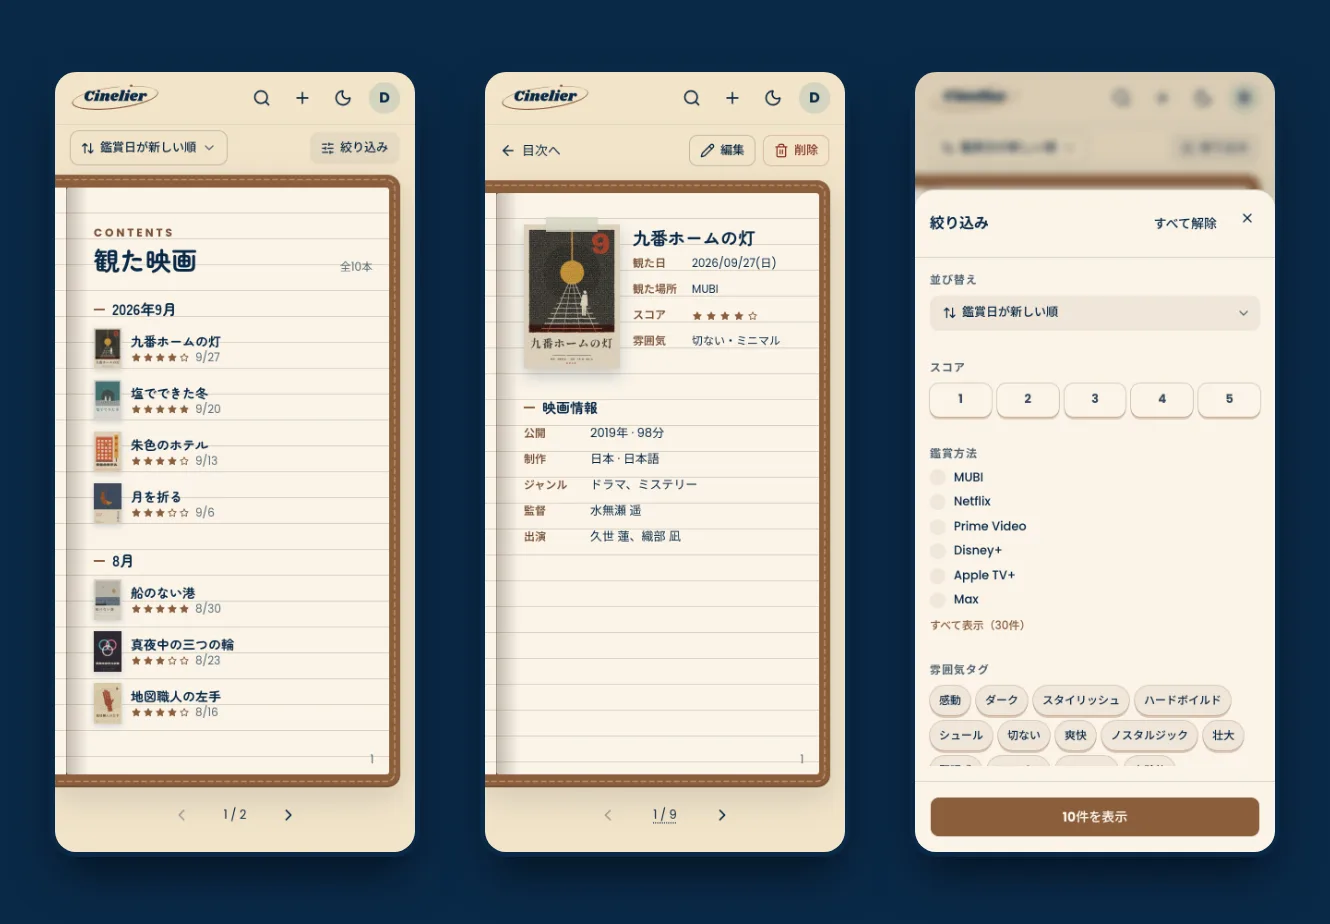 Cinelier
D
鑑賞日が新しい順
絞り込み
CONTENTS
観た映画
全10本
2026年9月
九番ホームの灯
★★★★☆ 9/27
塩でできた冬
★★★★★ 9/20
朱色のホテル
★★★★☆ 9/13
月を折る
★★★☆☆ 9/6
8月
船のない港
★★★★★ 8/30
真夜中の三つの輪
★★★☆☆ 8/23
地図職人の左手
★★★★☆ 8/16
1
1 / 2
Cinelier
D
目次へ
編集
削除
9
九番ホームの灯
九番ホームの灯
観た日 2026/09/27(日)
観た場所 MUBI
スコア ★★★★☆
雰囲気 切ない・ミニマル
映画情報
公開 2019年 · 98分
制作 日本 · 日本語
ジャンル ドラマ、ミステリー
監督 水無瀬 遥
出演 久世 蓮、織部 凪
1
1 / 9
絞り込み
すべて解除
並び替え
鑑賞日が新しい順
スコア
1 2 3 4 5
鑑賞方法
MUBI
Netflix
Prime Video
Disney+
Apple TV+
Max
すべて表示（30件）
雰囲気タグ
感動 ダーク スタイリッシュ ハードボイルド
シュール 切ない 爽快 ノスタルジック 壮大
10件を表示